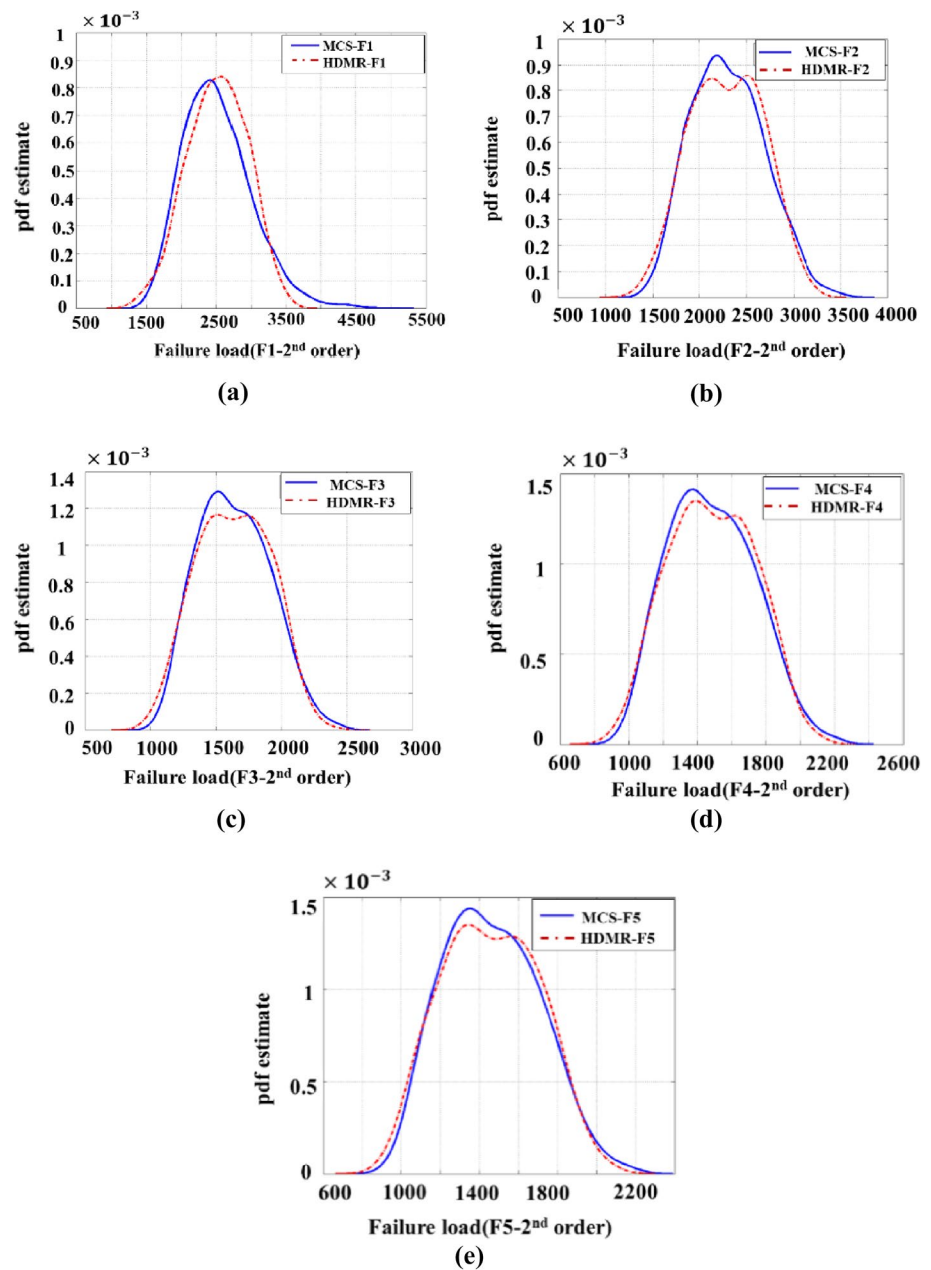 × 10⁻³
1
0.9
0.8
0.7
0.6
0.5
0.4
0.3
0.2
0.1
0
pdf estimate
MCS-F1
HDMR-F1
500 1500 2500 3500 4500 5500
Failure load(F1-2ⁿᵈ order)
(a)
× 10⁻³
1
0.9
0.8
0.7
0.6
0.5
0.4
0.3
0.2
0.1
0
pdf estimate
MCS-F2
HDMR-F2
500 1000 1500 2000 2500 3000 3500 4000
Failure load(F2-2ⁿᵈ order)
(b)
× 10⁻³
1.4
1.2
1
0.8
0.6
0.4
0.2
0
pdf estimate
MCS-F3
HDMR-F3
500 1000 1500 2000 2500 3000
Failure load(F3-2ⁿᵈ order)
(c)
× 10⁻³
1.5
1
0.5
0
pdf estimate
MCS-F4
HDMR-F4
600 1000 1400 1800 2200 2600
Failure load(F4-2ⁿᵈ order)
(d)
× 10⁻³
1.5
1
0.5
0
pdf estimate
MCS-F5
HDMR-F5
600 1000 1400 1800 2200
Failure load(F5-2ⁿᵈ order)
(e)